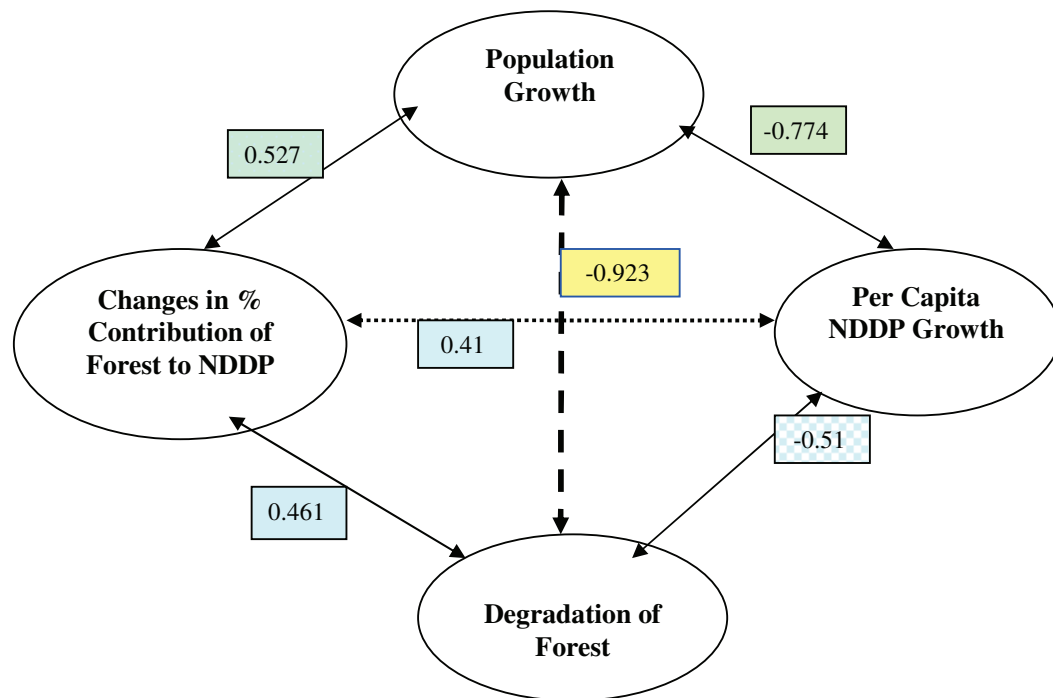 Population
Growth
-0.774
0.527
-0.923
Changes in %
Contribution of
Forest to NDDP
Per Capita
NDDP Growth
0.41
-0.51
0.461
Degradation of
Forest